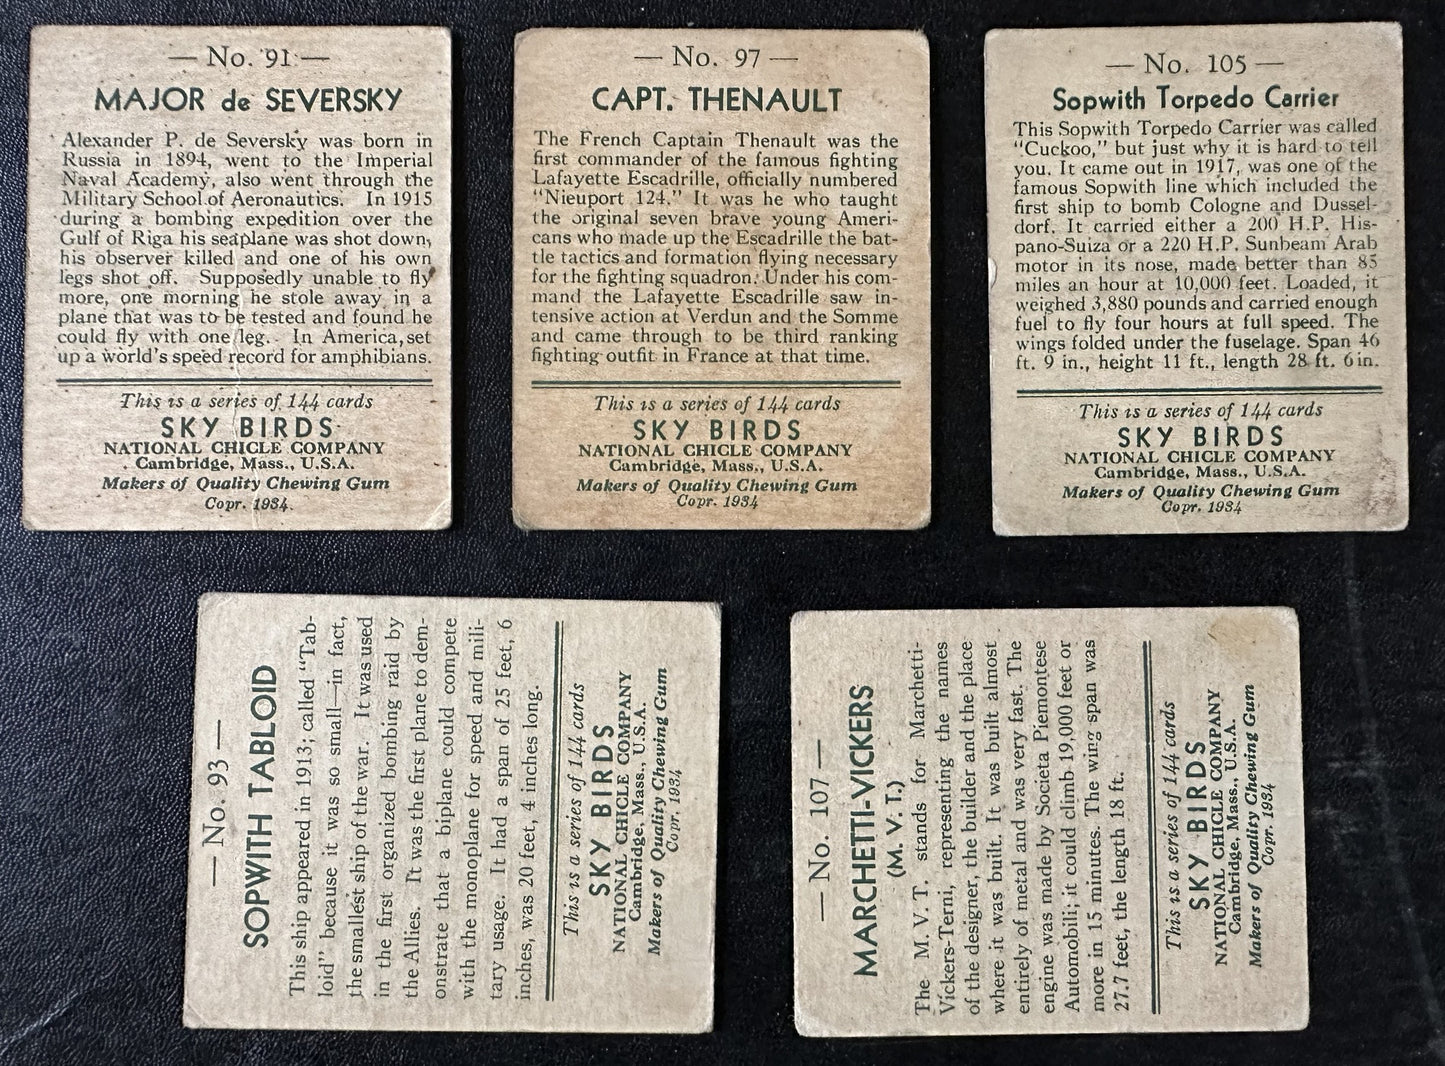 — No. 91 —
MAJOR de SEVERSKY
Alexander P. de Seversky was born in
Russia in 1894, went to the Imperial
Naval Academy, also went through the
Military School of Aeronautics. In 1915
during a bombing expedition over the
Gulf of Riga his seaplane was shot down,
his observer killed and one of his own
legs shot off. Supposedly unable to fly
more, one morning he stole away in a
plane that was to be tested and found he
could fly with one leg. In America, set
up a world's speed record for amphibians.
This is a series of 144 cards
SKY BIRDS
NATIONAL CHICLE COMPANY
Cambridge, Mass., U.S.A.
Makers of Quality Chewing Gum
Copr. 1934
— No. 97 —
CAPT. THENAULT
The French Captain Thenault was the
first commander of the famous fighting
Lafayette Escadrille, officially numbered
"Nieuport 124." It was he who taught
the original seven brave young Ameri-
cans who made up the Escadrille the bat-
tle tactics and formation flying necessary
for the fighting squadron. Under his com-
mand the Lafayette Escadrille saw in-
tensive action at Verdun and the Somme
and came through to be third ranking
fighting outfit in France at that time.
This is a series of 144 cards
SKY BIRDS
NATIONAL CHICLE COMPANY
Cambridge, Mass., U.S.A.
Makers of Quality Chewing Gum
Copr. 1934
— No. 105 —
Sopwith Torpedo Carrier
This Sopwith Torpedo Carrier was called
"Cuckoo," but just why it is hard to tell
you. It came out in 1917, was one of the
famous Sopwith line which included the
first ship to bomb Cologne and Dussel-
dorf. It carried either a 200 H.P. His-
pano-Suiza or a 220 H.P. Sunbeam Arab
motor in its nose, made better than 85
miles an hour at 10,000 feet. Loaded, it
weighed 3,880 pounds and carried enough
fuel to fly four hours at full speed. The
wings folded under the fuselage. Span 46
ft. 9 in., height 11 ft., length 28 ft. 6 in.
This is a series of 144 cards
SKY BIRDS
NATIONAL CHICLE COMPANY
Cambridge, Mass., U.S.A.
Makers of Quality Chewing Gum
Copr. 1934
— No. 93 —
SOPWITH TABLOID
This ship appeared in 1913; called "Tab-
loid" because it was so small—in fact,
the smallest ship of the war. It was used
in the first organized bombing raid by
the Allies. It was the first plane to dem-
onstrate that a biplane could compete
with the monoplane for speed and mili-
tary usage. It had a span of 25 feet, 6
inches, was 20 feet, 4 inches long.
This is a series of 144 cards
SKY BIRDS
NATIONAL CHICLE COMPANY
Cambridge, Mass., U.S.A.
Makers of Quality Chewing Gum
Copr. 1934
— No. 107 —
MARCHETTI-VICKERS
(M. V. T.)
The M. V. T. stands for Marchetti-
Vickers-Terni, representing the names
of the designer, the builder and the place
where it was built. It was built almost
entirely of metal and was very fast. The
engine was made by Societa Piemontese
Automobili; it could climb 19,000 feet or
more in 15 minutes. The wing span was
27.7 feet, the length 18 ft.
This is a series of 144 cards
SKY BIRDS
NATIONAL CHICLE COMPANY
Cambridge, Mass., U.S.A.
Makers of Quality Chewing Gum
Copr. 1934